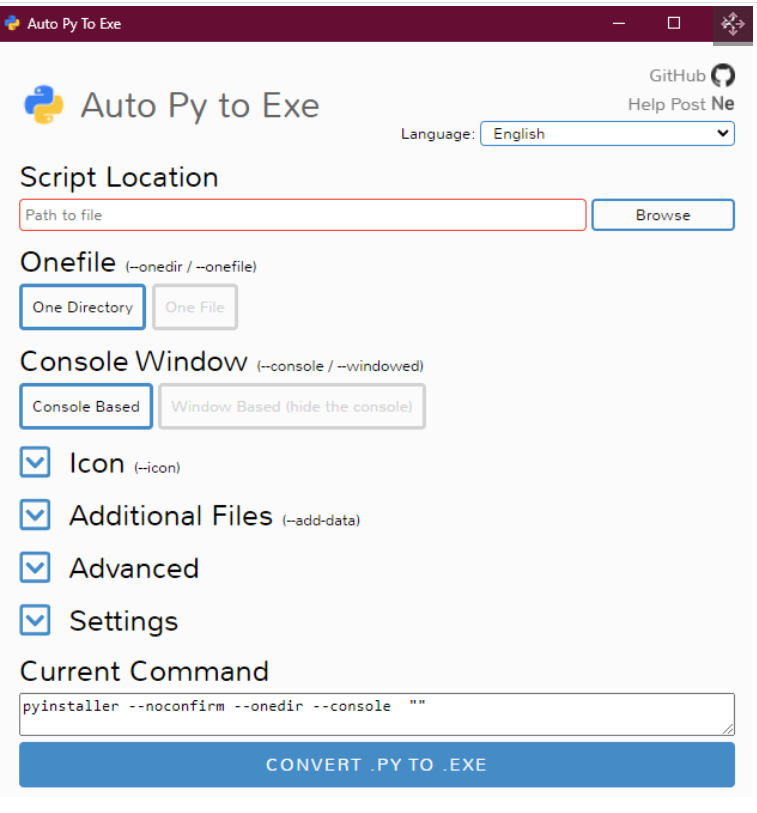 Auto Py To Exe
GitHub
Auto Py to Exe
Help Post Ne
Language: English
Script Location
Path to file
Browse
Onefile (--onedir / --onefile)
One Directory
One File
Console Window (--console / --windowed)
Console Based
Window Based (hide the console)
Icon (--icon)
Additional Files (--add-data)
Advanced
Settings
Current Command
pyinstaller --noconfirm --onedir --console  ""
CONVERT .PY TO .EXE